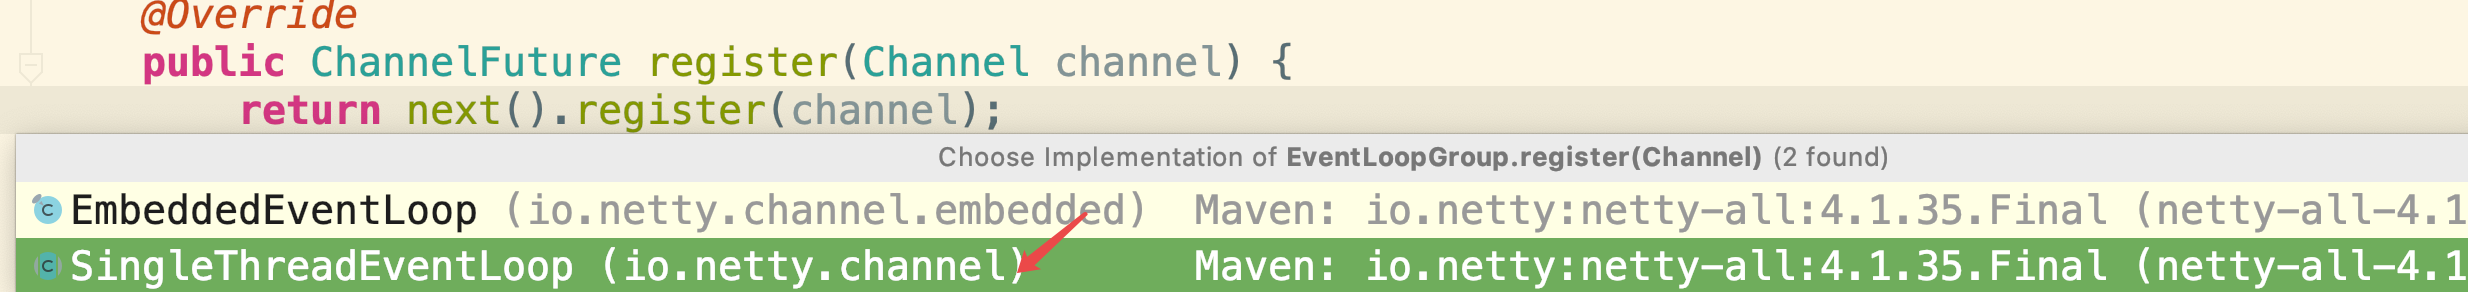 @Override
public ChannelFuture register(Channel channel) {
return next().register(channel);
Choose Implementation of EventLoopGroup.register(Channel) (2 found)
EmbeddedEventLoop (io.netty.channel.embedded) Maven: io.netty:netty-all:4.1.35.Final (netty-all-4.1
SingleThreadEventLoop (io.netty.channel) Maven: io.netty:netty-all:4.1.35.Final (netty-all-4.1